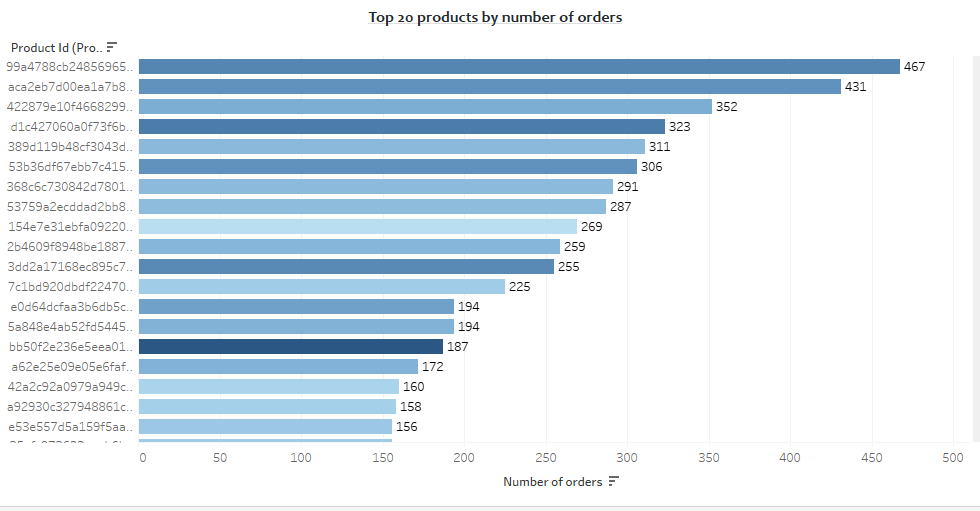 Top 20 products by number of orders
Product Id (Pro..
99a4788cb24856965.. 467
aca2eb7d00ea1a7b8.. 431
422879e10f4668299.. 352
d1c427060a0f73f6b.. 323
389d119b48cf3043d.. 311
53b36df67ebb7c415.. 306
368c6c730842d7801.. 291
53759a2ecddad2bb8.. 287
154e7e31ebfa09220.. 269
2b4609f8948be1887.. 259
3dd2a17168ec895c7.. 255
7c1bd920dbdf22470.. 225
e0d64dcfaa3b6db5c.. 194
5a848e4ab52fd5445.. 194
bb50f2e236e5eea01.. 187
a62e25e09e05e6faf.. 172
42a2c92a0979a949c.. 160
a92930c327948861c.. 158
e53e557d5a159f5aa.. 156
0 50 100 150 200 250 300 350 400 450 500
Number of orders